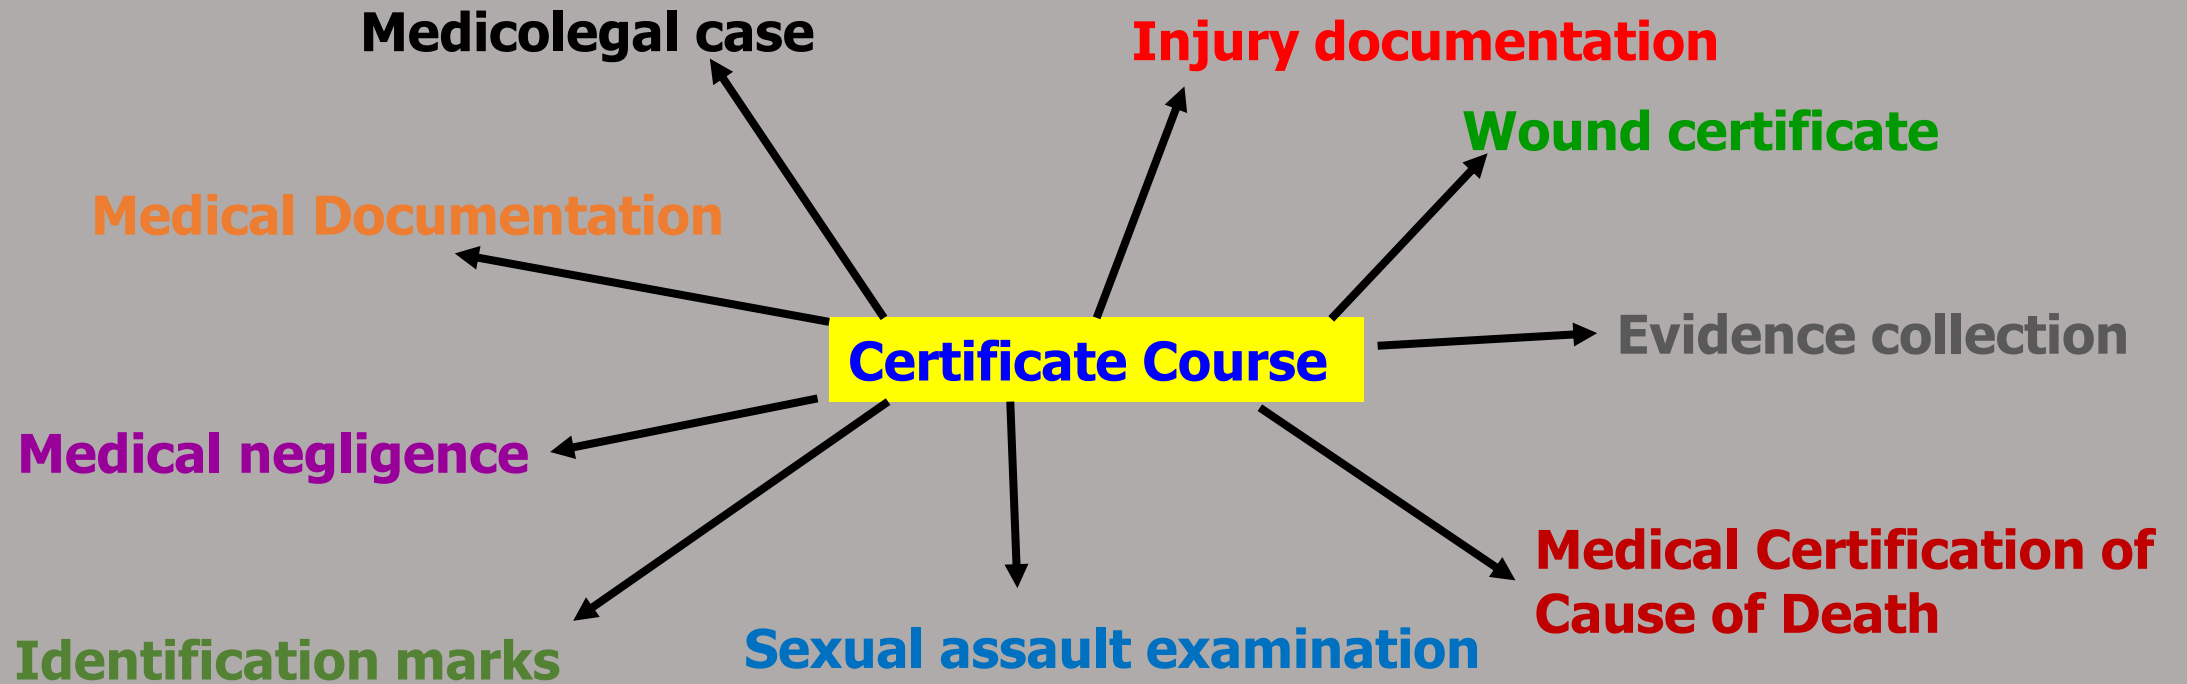 Medicolegal case
Injury documentation
Wound certificate
Medical Documentation
Evidence collection
Certificate Course
Medical negligence
Medical Certification of
Cause of Death
Sexual assault examination
Identification marks